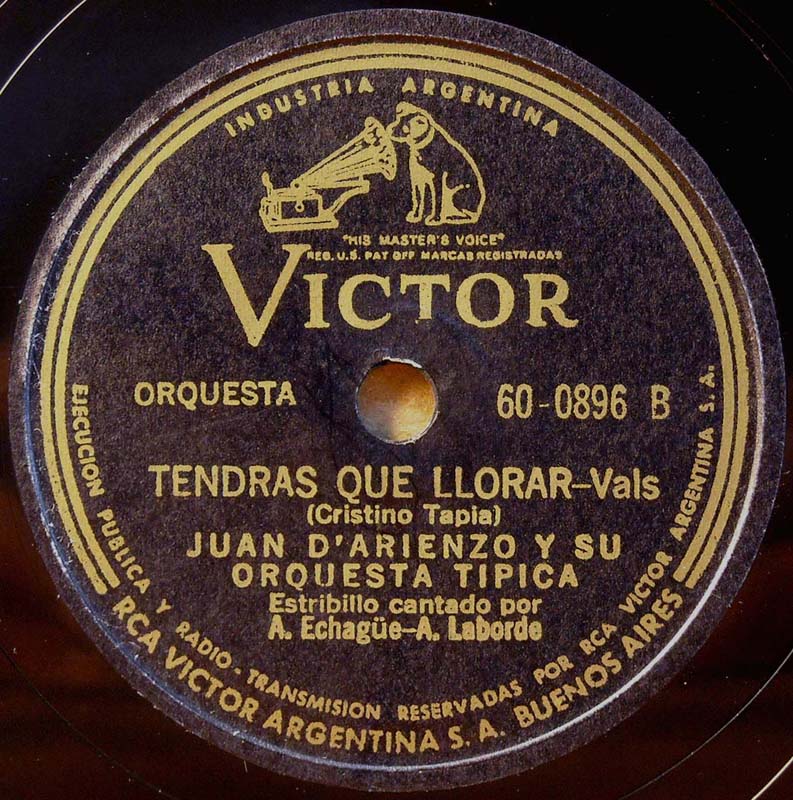 INDUSTRIA ARGENTINA
"HIS MASTER'S VOICE"
REG. U.S. PAT OFF MARCAS REGISTRADAS
VICTOR
ORQUESTA
60-0896 B
TENDRAS QUE LLORAR-Vals
(Cristino Tapia)
JUAN D'ARIENZO Y SU
ORQUESTA TIPICA
Estribillo cantado por
A. Echagüe-A. Laborde
EJECUCION PUBLICA Y RADIO-TRANSMISION RESERVADAS POR RCA VICTOR ARGENTINA S. A.
RCA VICTOR ARGENTINA S. A. BUENOS AIRES